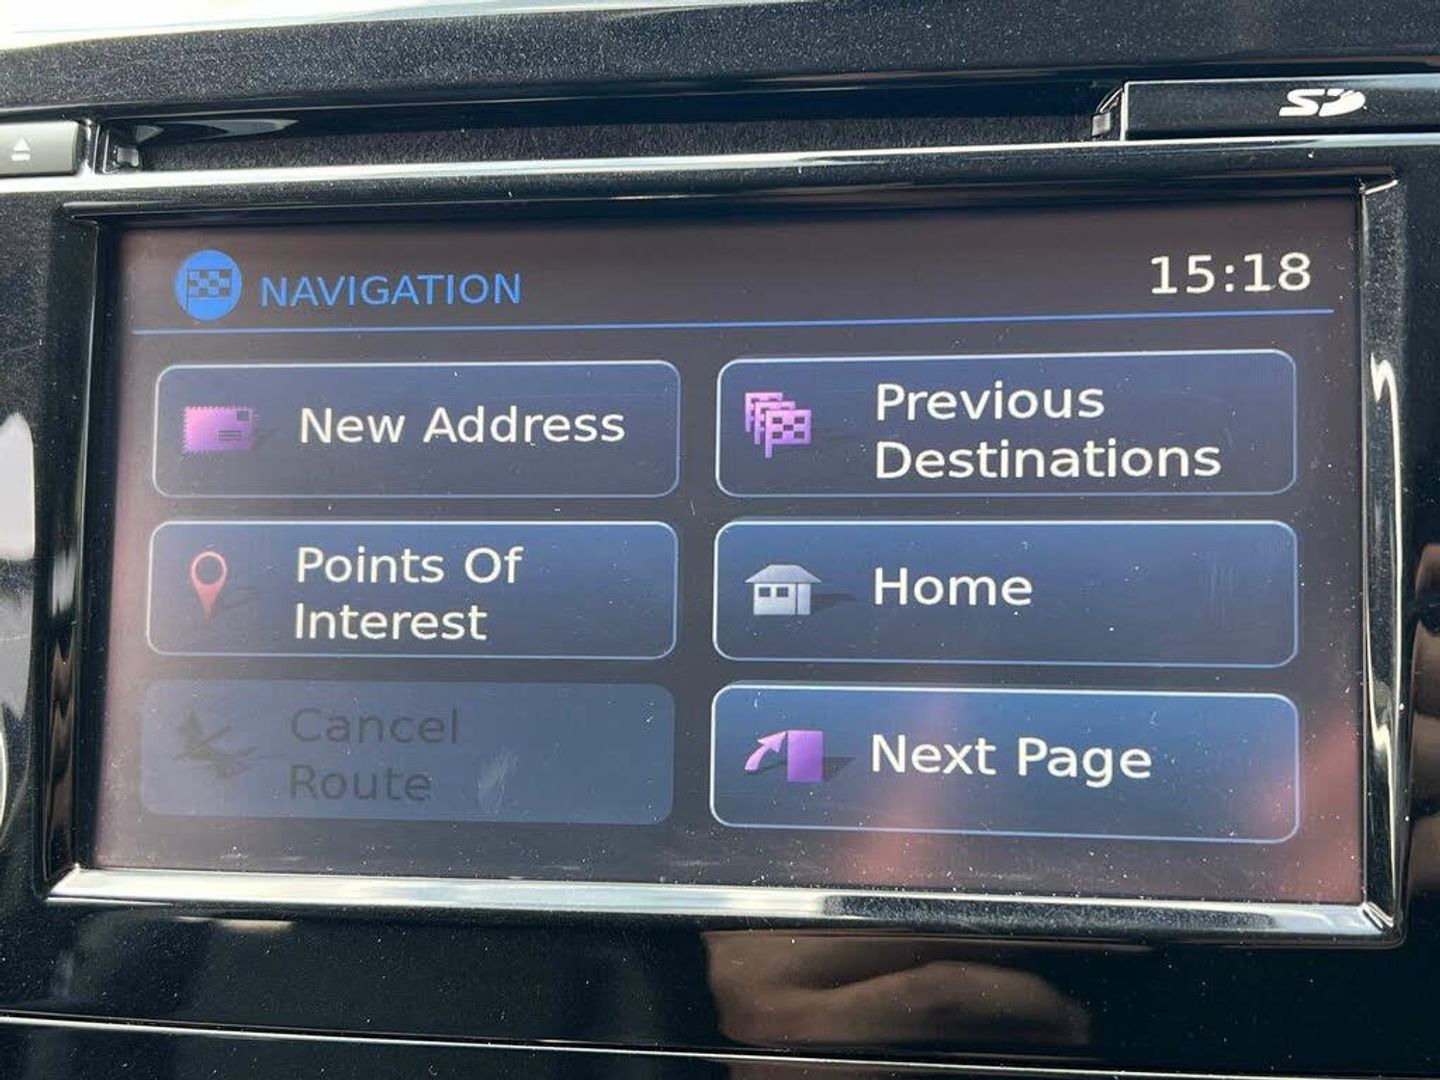 SD
NAVIGATION
15:18
New Address
Previous
Destinations
Points Of
Interest
Home
Cancel
Route
Next Page